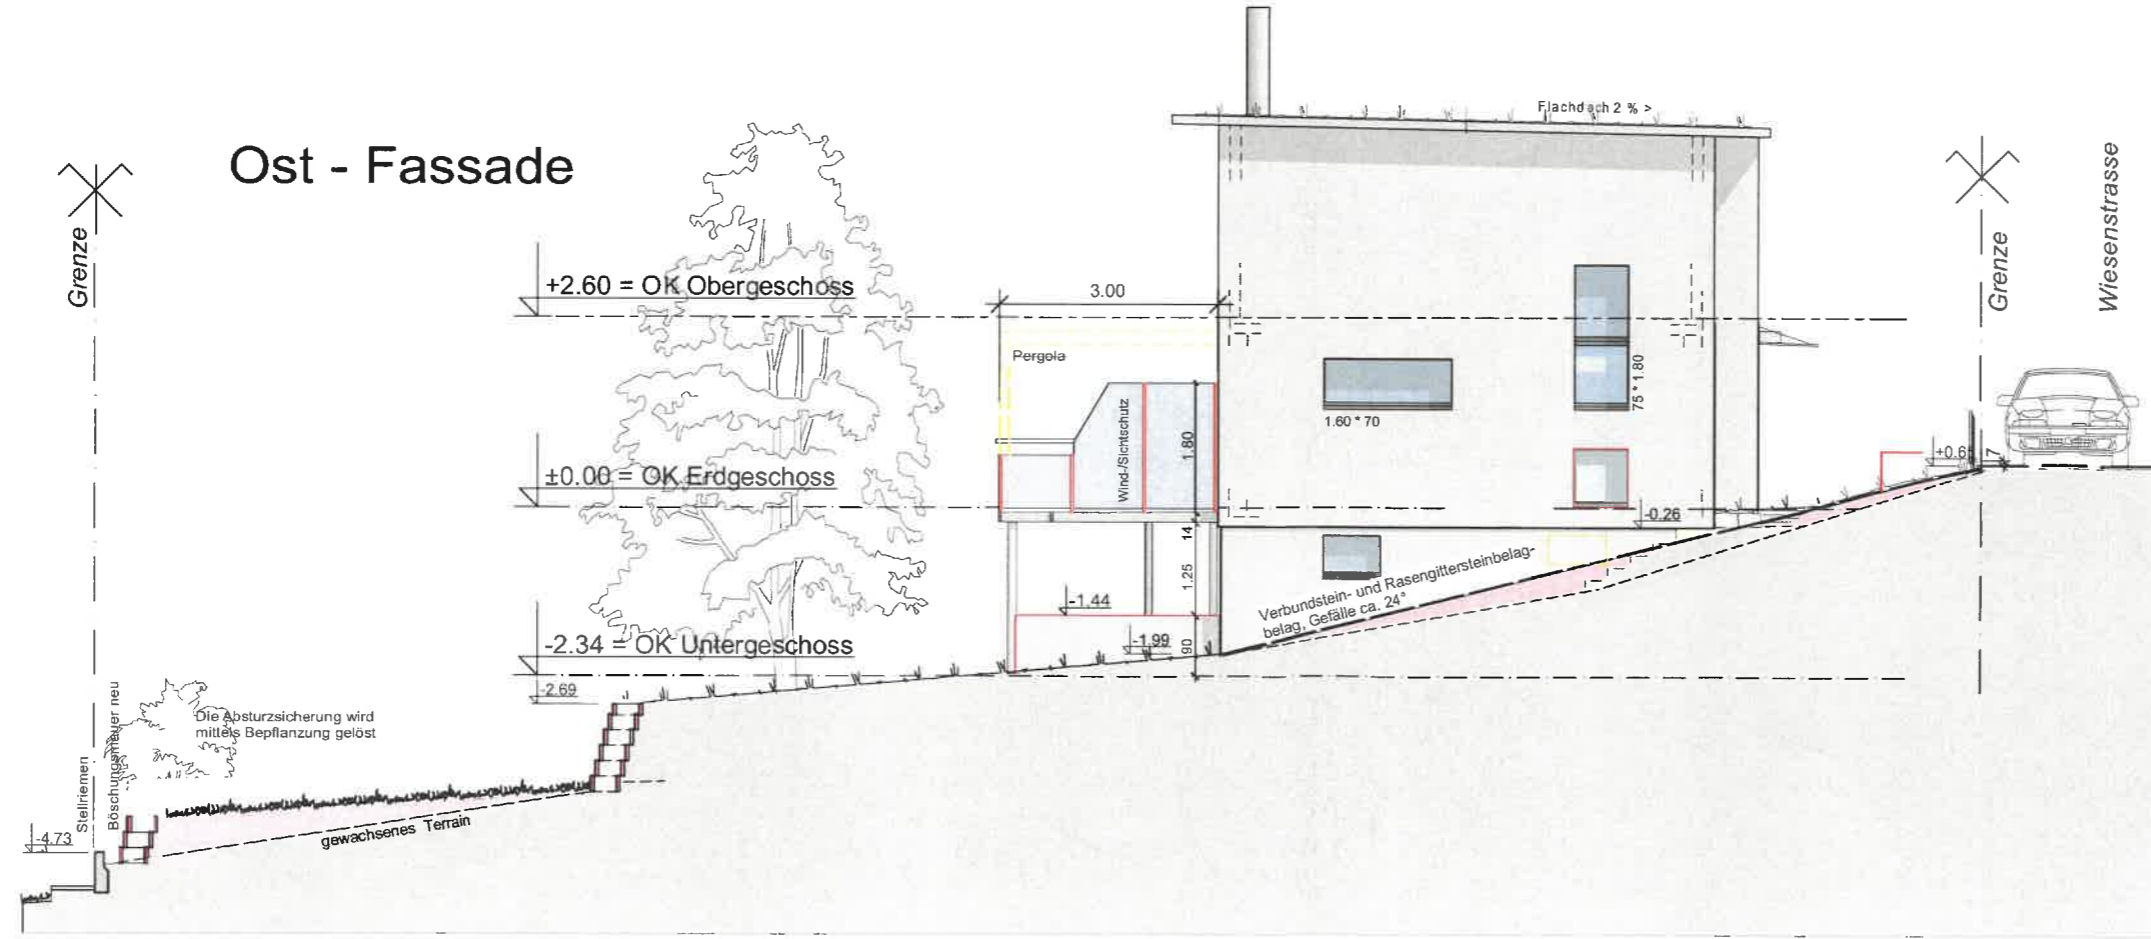 Flachdach 2 % >
Ost - Fassade
Grenze
Grenze
Wiesenstrasse
+2.60 = OK Obergeschoss
3.00
Pergola
75 * 1.80
1.60 * 70
Wind-/Sichtschutz
1.80
±0.00 = OK Erdgeschoss
+0.6
7
-0.26
14
1.25
-1.44
Verbundstein- und Rasengittersteinbelag-
belag, Gefälle ca. 24°
-1.99
90
-2.34 = OK Untergeschoss
-2.69
Die Absturzsicherung wird
mittels Bepflanzung gelöst
Stellriemen
Böschungsmauer neu
gewachsenes Terrain
-4.73